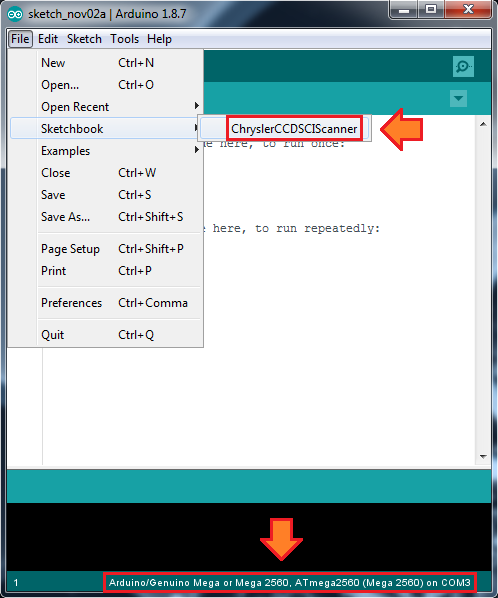 sketch_nov02a | Arduino 1.8.7
File Edit Sketch Tools Help
New Ctrl+N
Open... Ctrl+O
Open Recent
Sketchbook
ChryslerCCDSCIScanner
Examples
e here, to run once:
Close Ctrl+W
Save Ctrl+S
Save As... Ctrl+Shift+S
e here, to run repeatedly:
Page Setup Ctrl+Shift+P
Print Ctrl+P
Preferences Ctrl+Comma
Quit Ctrl+Q
1 Arduino/Genuino Mega or Mega 2560, ATmega2560 (Mega 2560) on COM3